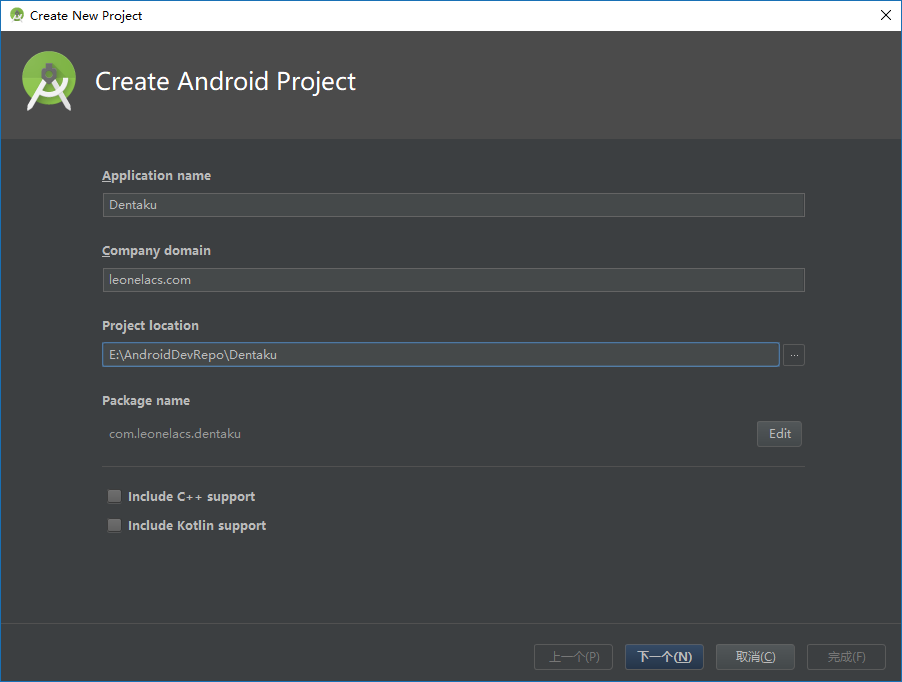 Create New Project
Create Android Project
Application name
Dentaku
Company domain
leonelacs.com
Project location
E:\AndroidDevRepo\Dentaku
...
Package name
com.leonelacs.dentaku
Edit
Include C++ support
Include Kotlin support
上一个(P) 下一个(N) 取消(C) 完成(F)